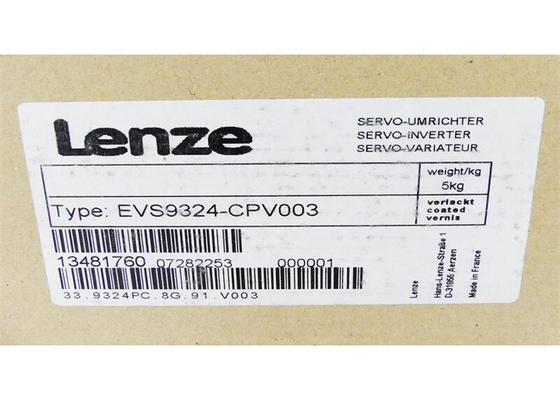 Lenze
SERVO-UMRICHTER
SERVO-INVERTER
SERVO-VARIATEUR
weight/kg
5kg
Type: EVS9324-CPV003
verlackt
coated
vernis
13481760 07282253 000001
33.9324PC.8G.91.V003
Lenze
Hans-Lenze-Straße 1
D-31855 Aerzen
Made in France